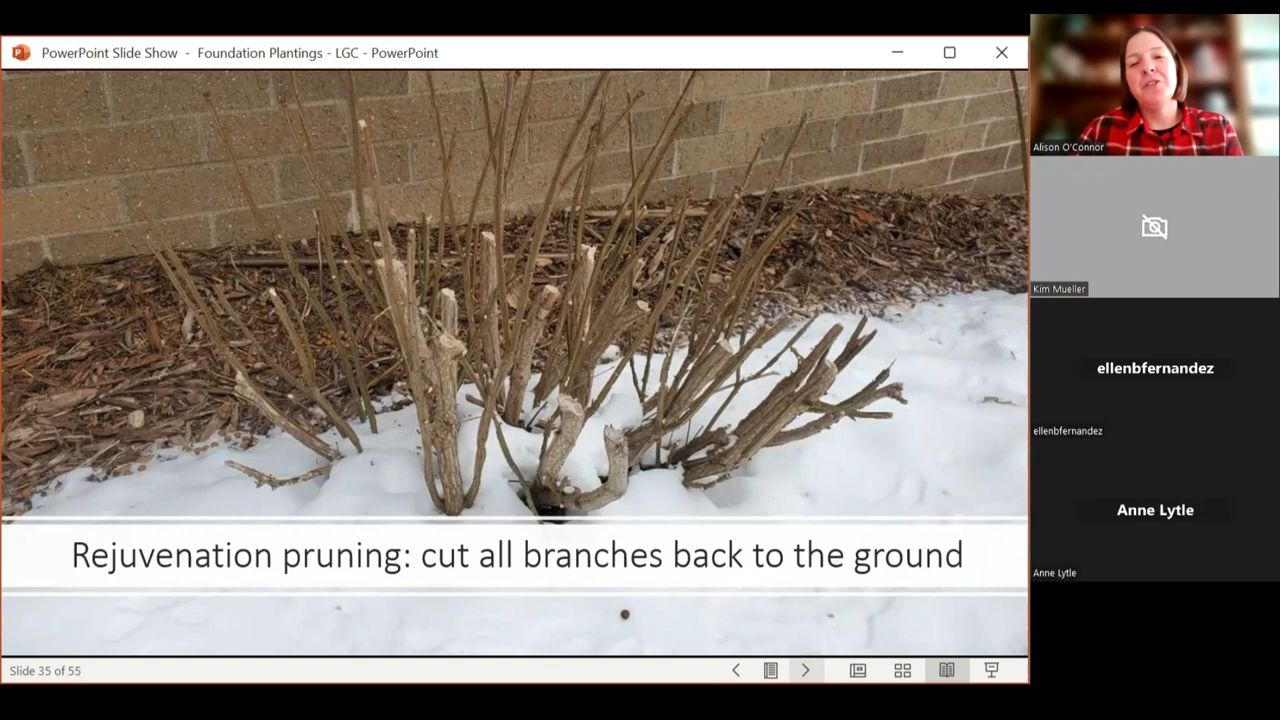 PowerPoint Slide Show - Foundation Plantings - LGC - PowerPoint
Rejuvenation pruning: cut all branches back to the ground
Slide 35 of 55
Alison O'Connor
Kim Mueller
ellenbfernandez
ellenbfernandez
Anne Lytle
Anne Lytle